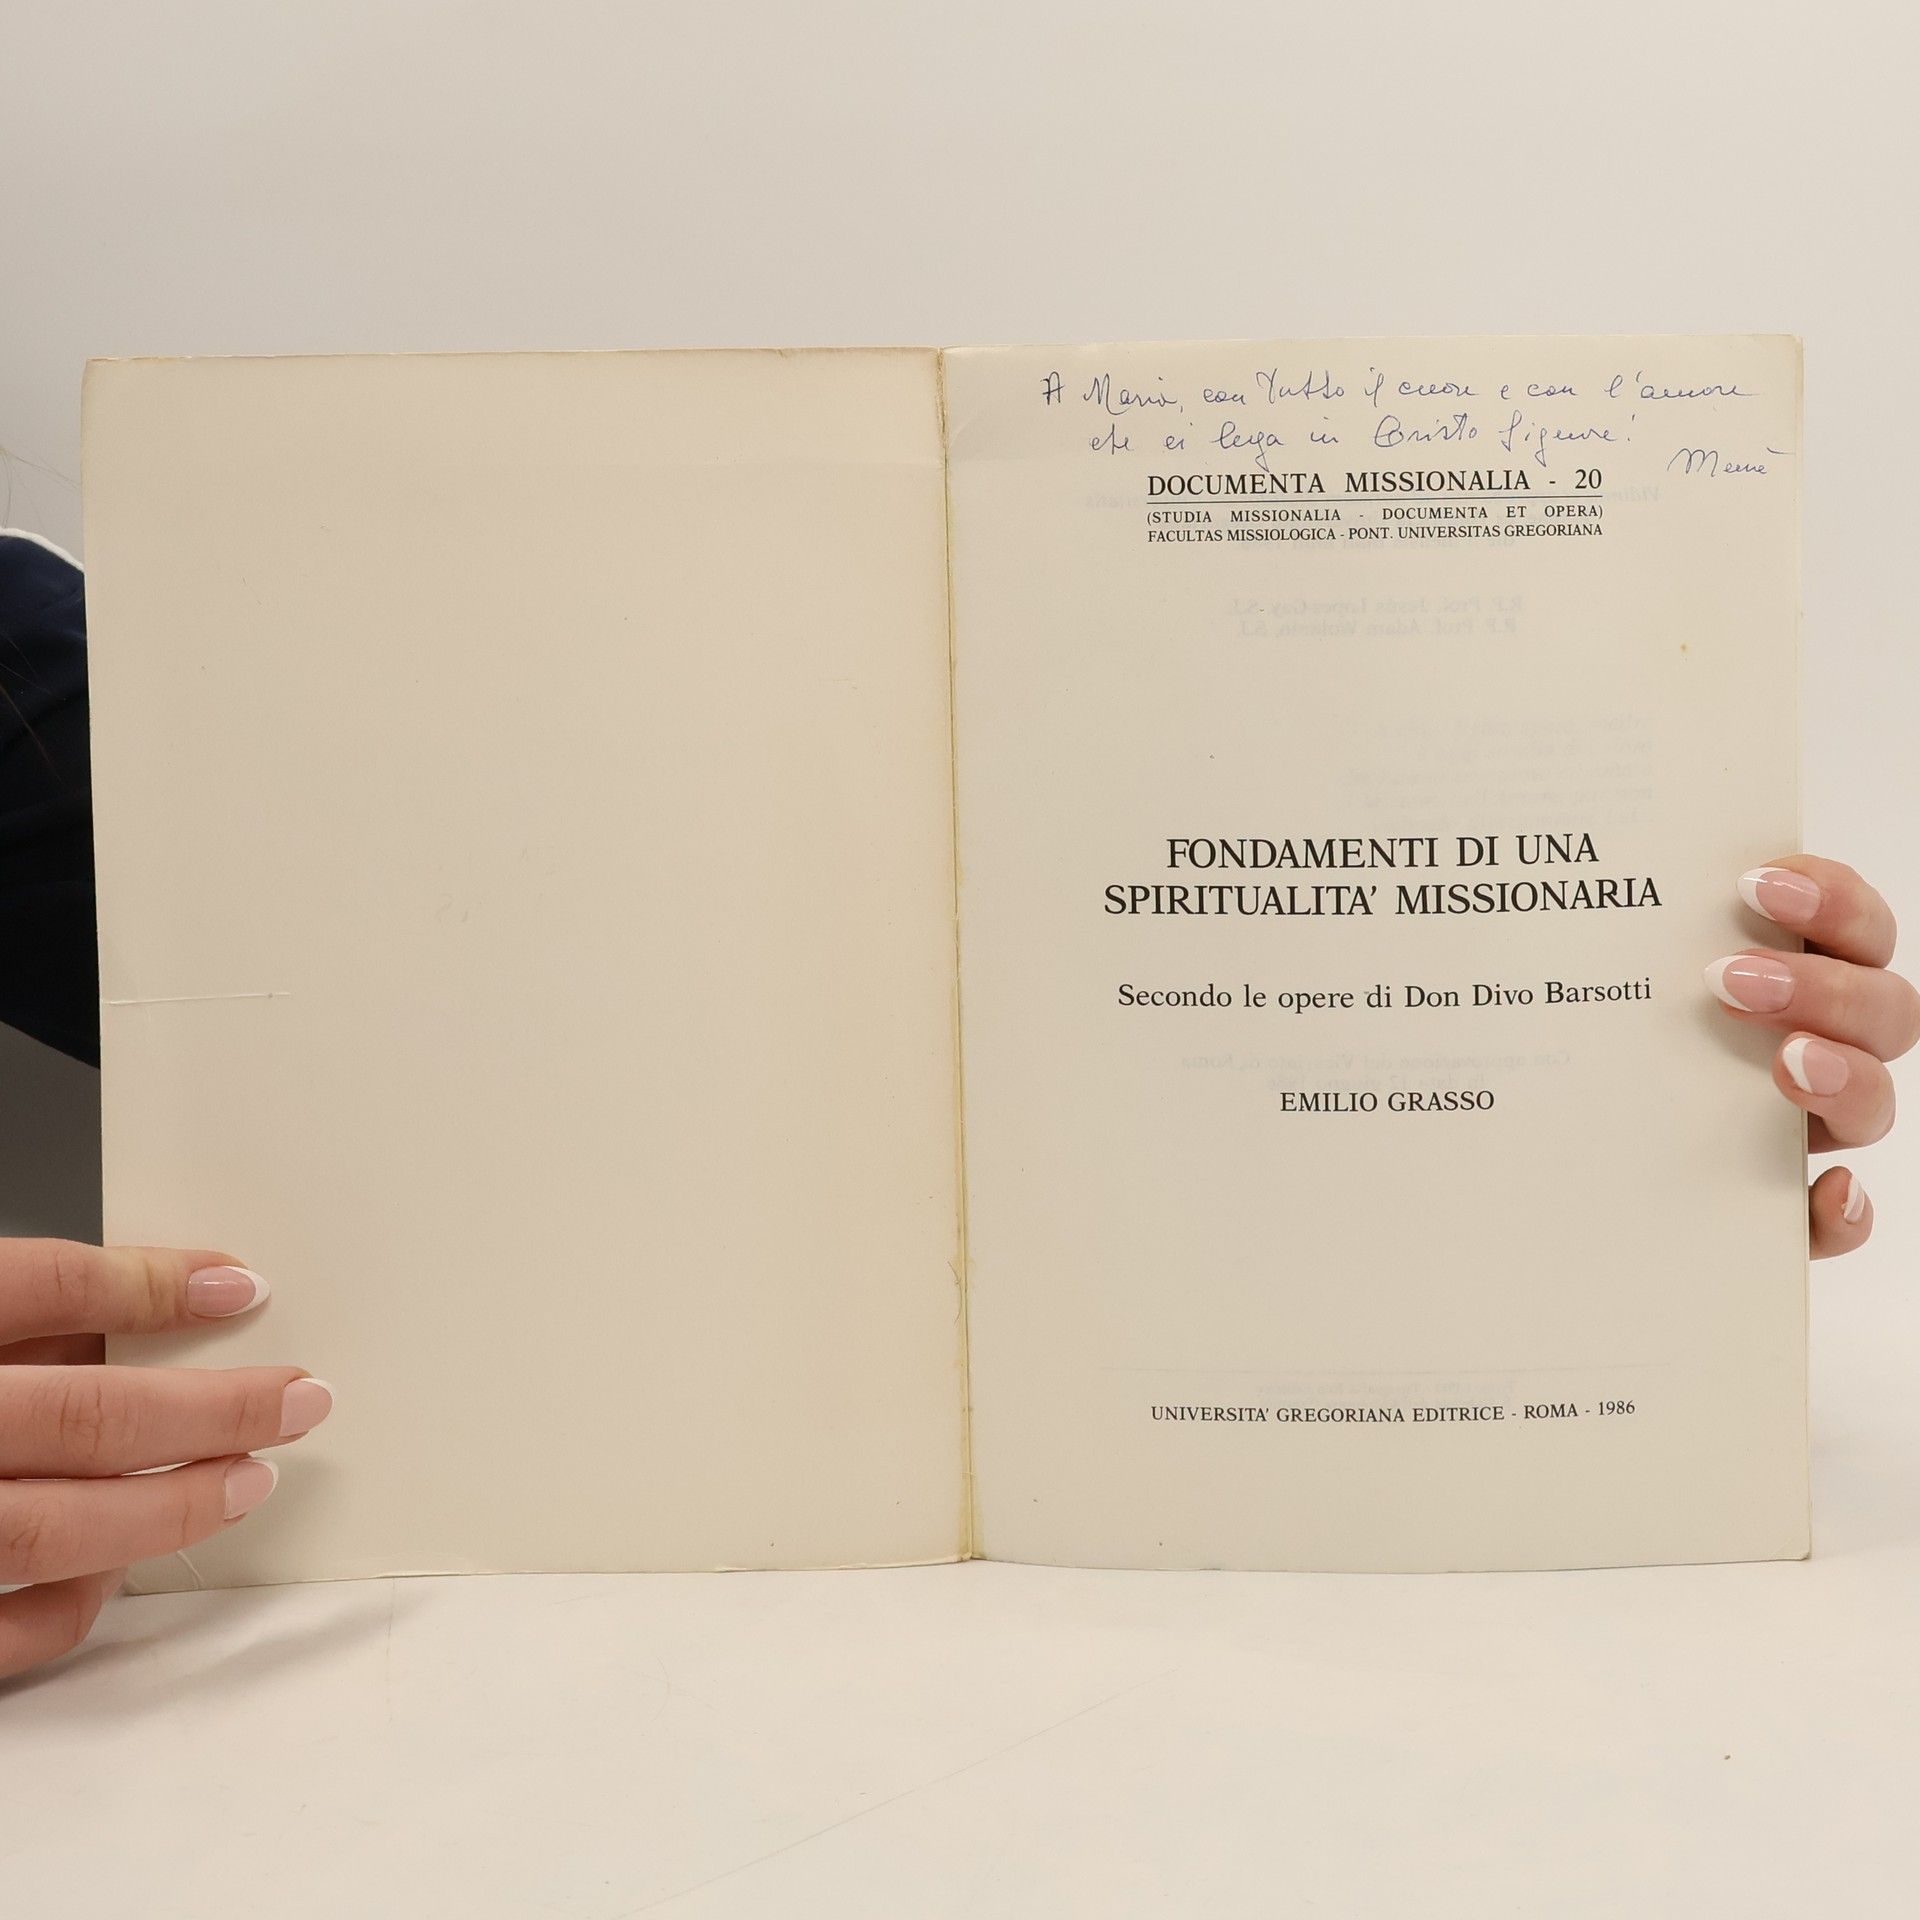 A Maria, con tutto il cuore e con l'amore
che ci lega in Cristo Signore!
Memè
DOCUMENTA MISSIONALIA - 20
(STUDIA MISSIONALIA - DOCUMENTA ET OPERA)
FACULTAS MISSIOLOGICA - PONT. UNIVERSITAS GREGORIANA
FONDAMENTI DI UNA
SPIRITUALITA' MISSIONARIA
Secondo le opere di Don Divo Barsotti
EMILIO GRASSO
UNIVERSITA' GREGORIANA EDITRICE - ROMA - 1986